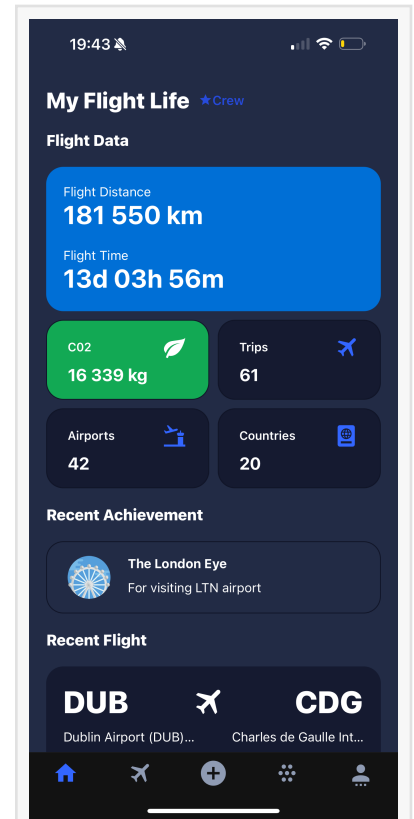 19:43
My Flight Life ★Crew
Flight Data
Flight Distance
181 550 km
Flight Time
13d 03h 56m
C02
16 339 kg
Trips
61
Airports
42
Countries
20
Recent Achievement
The London Eye
For visiting LTN airport
Recent Flight
DUB CDG
Dublin Airport (DUB)... Charles de Gaulle Int...